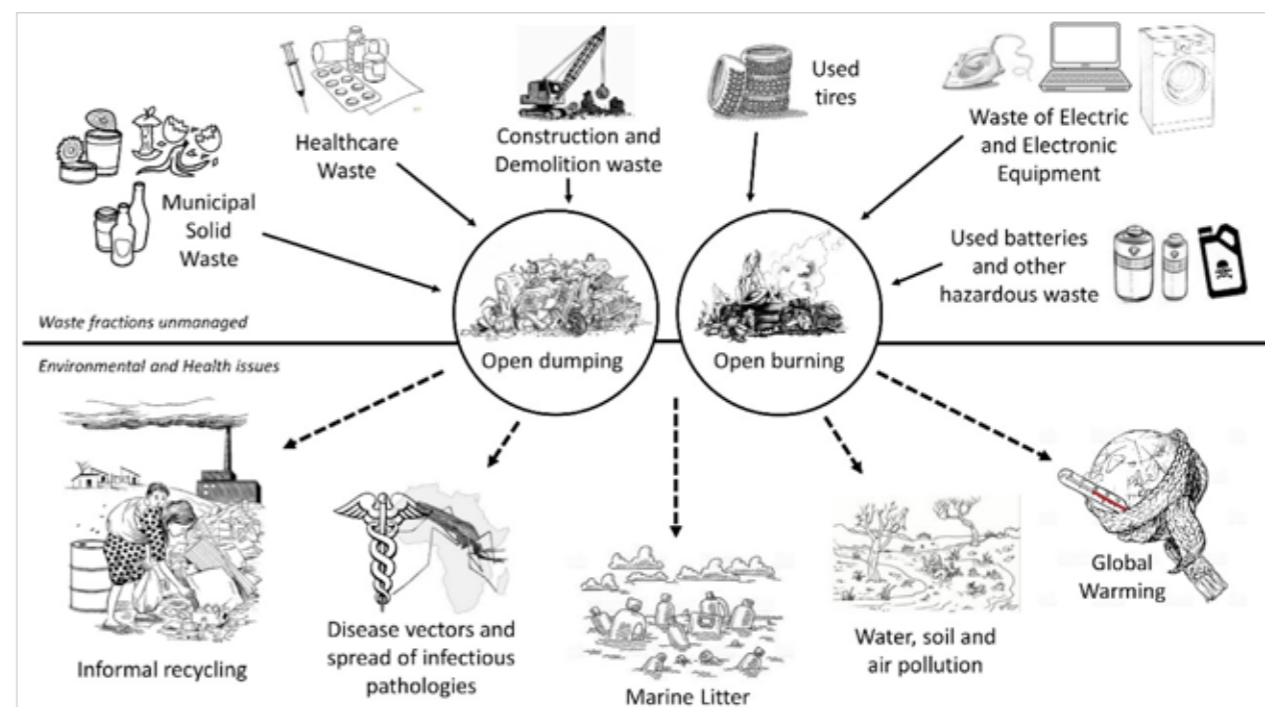 Healthcare
Waste
Construction and
Demolition waste
Used
tires
Waste of Electric
and Electronic
Equipment
Municipal
Solid
Waste
Used batteries
and other
hazardous waste
Waste fractions unmanaged
Open dumping
Open burning
Environmental and Health issues
Informal recycling
Disease vectors and
spread of infectious
pathologies
Marine Litter
Water, soil and
air pollution
Global
Warming